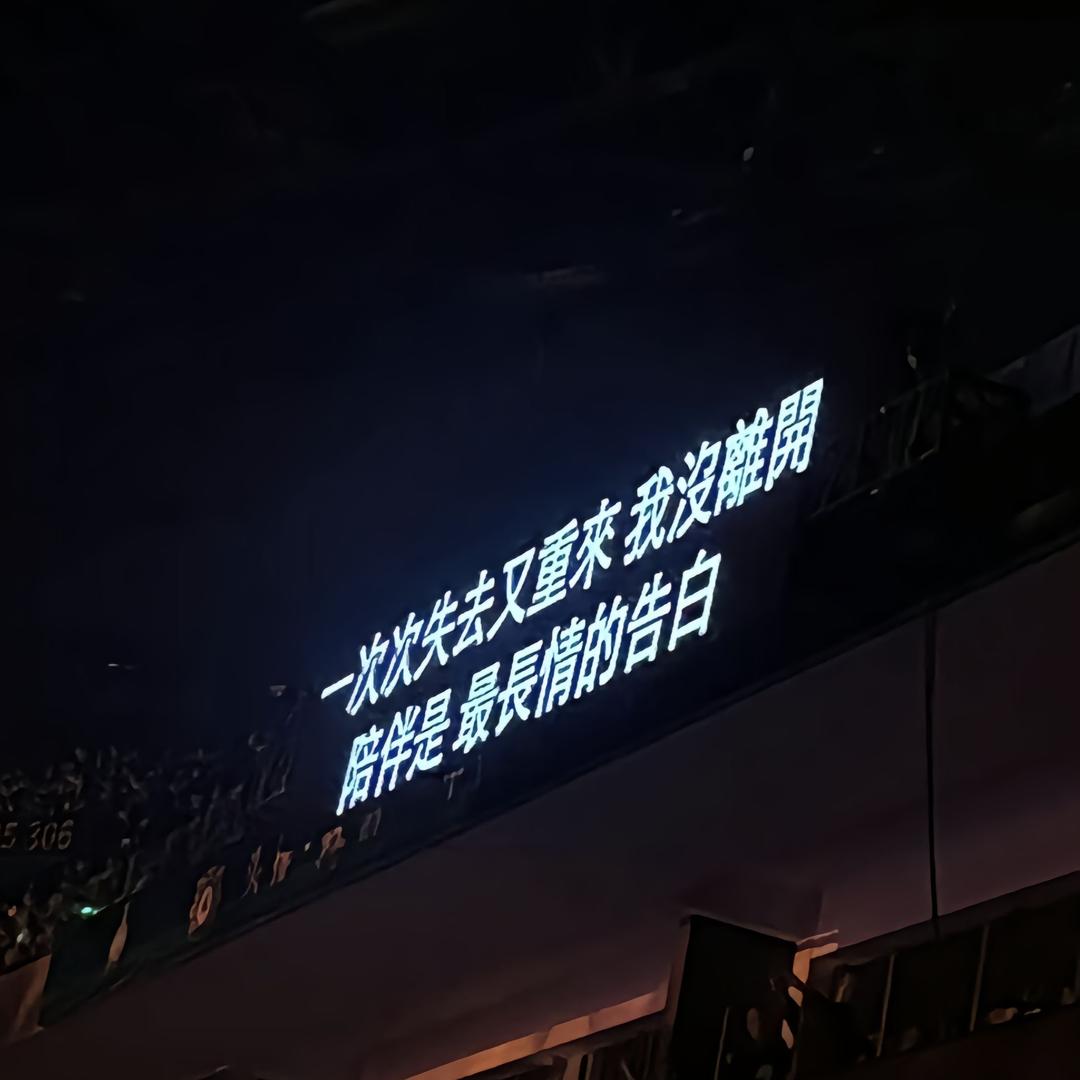 一次次失去又重來 我沒離開
陪伴是 最長情的告白
306